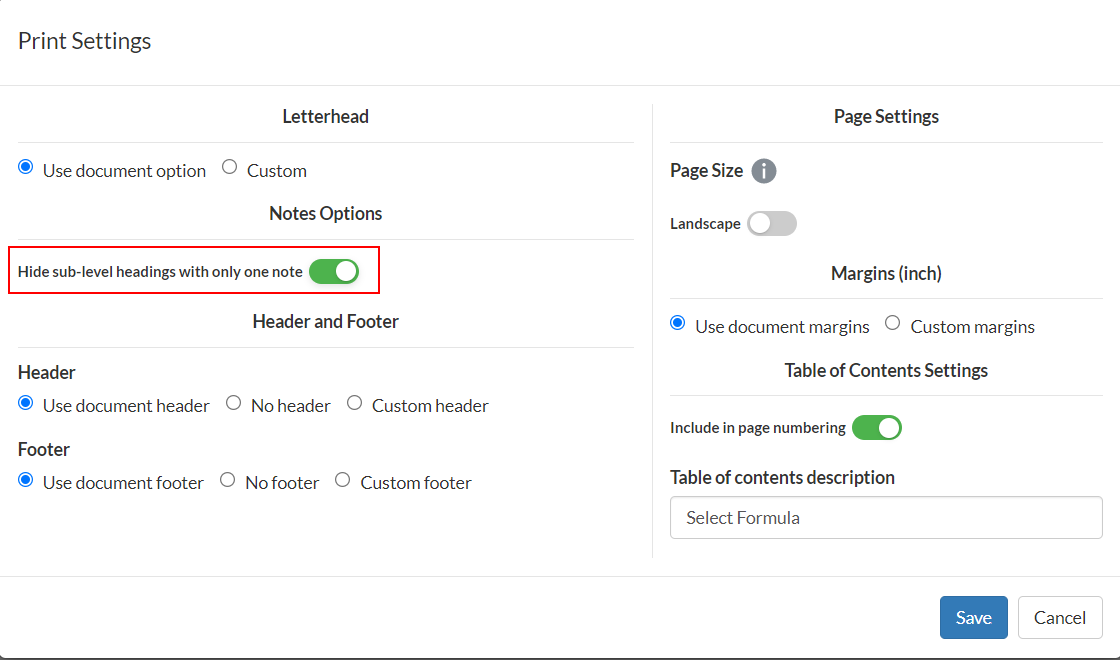 Print Settings
Letterhead
Use document option Custom
Notes Options
Hide sub-level headings with only one note
Header and Footer
Header
Use document header No header Custom header
Footer
Use document footer No footer Custom footer
Page Settings
Page Size i
Landscape
Margins (inch)
Use document margins Custom margins
Table of Contents Settings
Include in page numbering
Table of contents description
Select Formula
Save Cancel